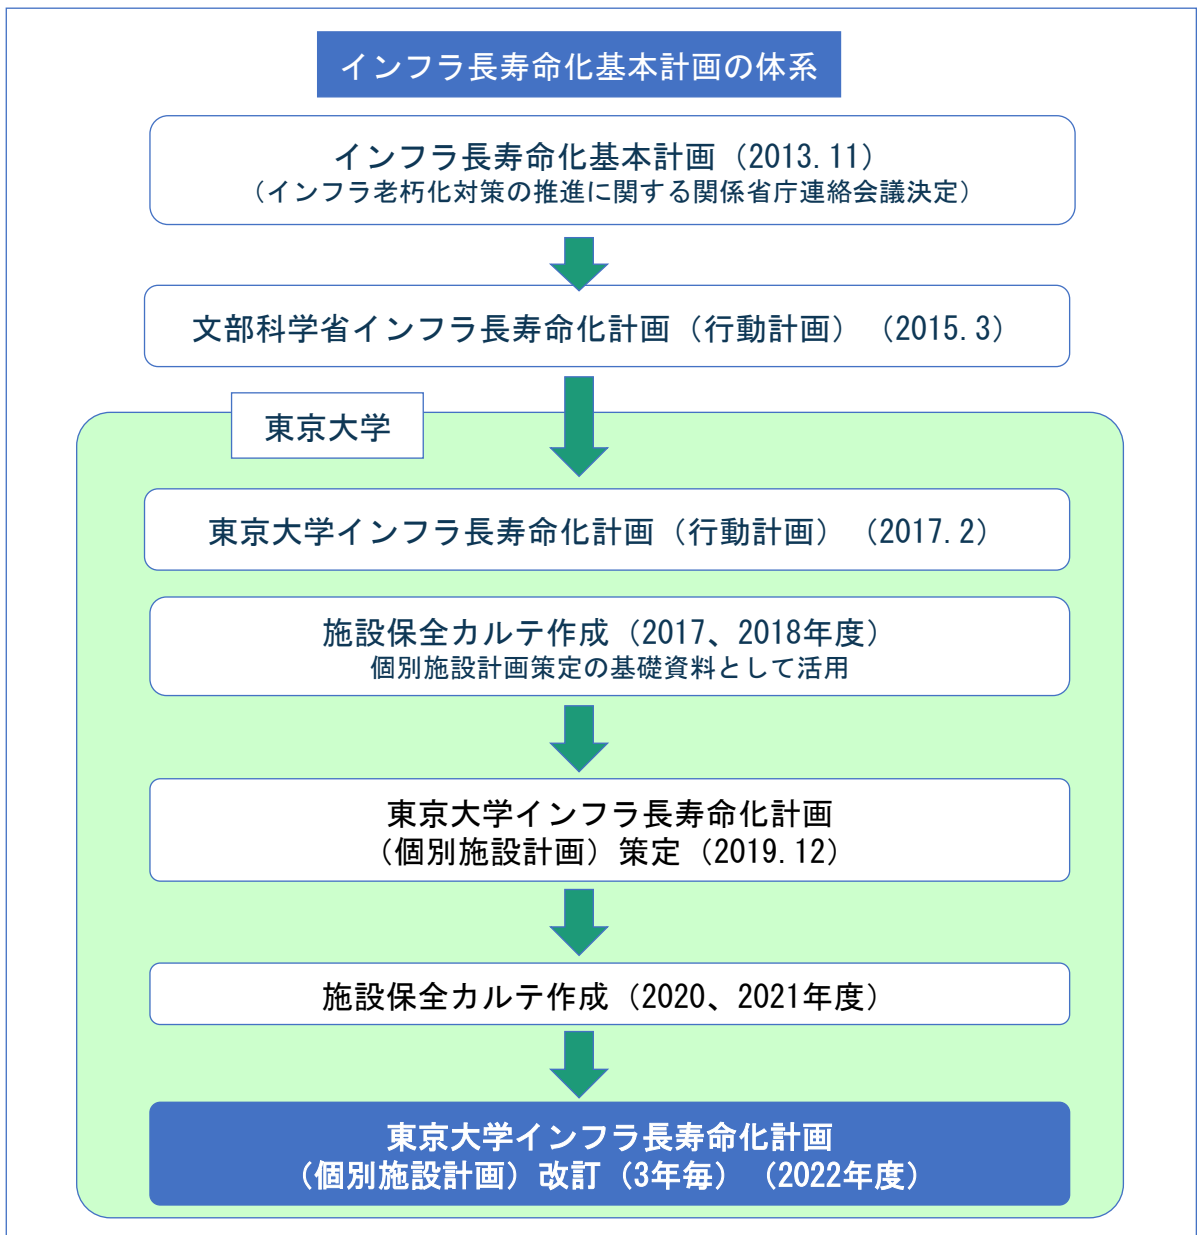 インフラ長寿命化基本計画の体系
インフラ長寿命化基本計画（2013.11）
（インフラ老朽化対策の推進に関する関係省庁連絡会議決定）
文部科学省インフラ長寿命化計画（行動計画）（2015.3）
東京大学
東京大学インフラ長寿命化計画（行動計画）（2017.2）
施設保全カルテ作成（2017、2018年度）
個別施設計画策定の基礎資料として活用
東京大学インフラ長寿命化計画
（個別施設計画）策定（2019.12）
施設保全カルテ作成（2020、2021年度）
東京大学インフラ長寿命化計画
（個別施設計画）改訂（3年毎）（2022年度）